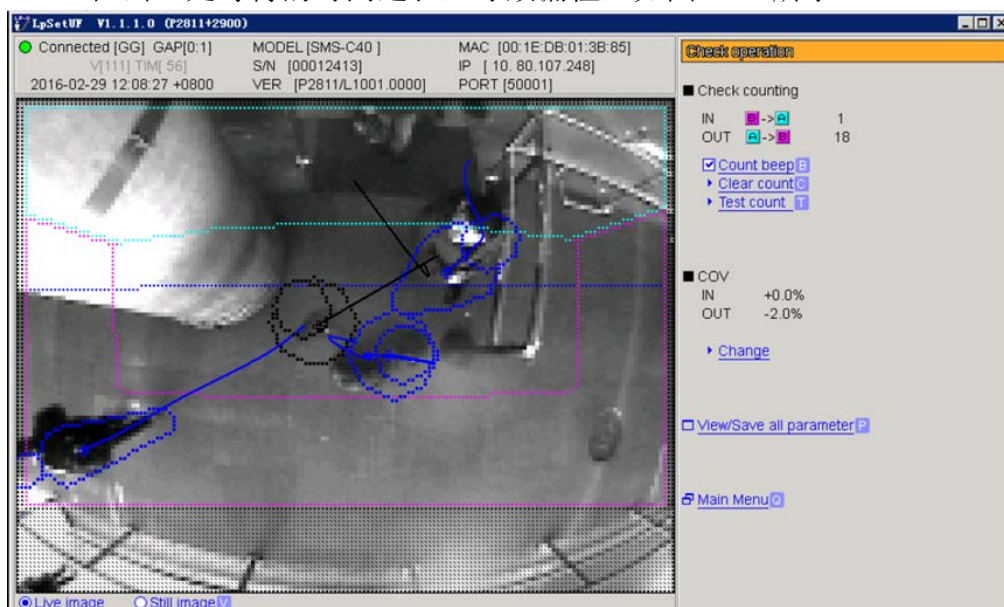 LpSetUF V1.1.1.0 (P2811+2900)
Connected [GG] GAP[0:1] MODEL [SMS-C40 ] MAC [00:1E:DB:01:3B:85]
V[111] TIM[ 56] S/N [00012413] IP [ 10. 80.107.248]
2016-02-29 12:08:27 +0800 VER [P2811/L1001.0000] PORT [50001]
Check operation
Check counting
IN B->A 1
OUT A->B 18
Count beep B
Clear count C
Test count T
COV
IN +0.0%
OUT -2.0%
Change
View/Save all parameter P
Main Menu Q
Live image Still image V